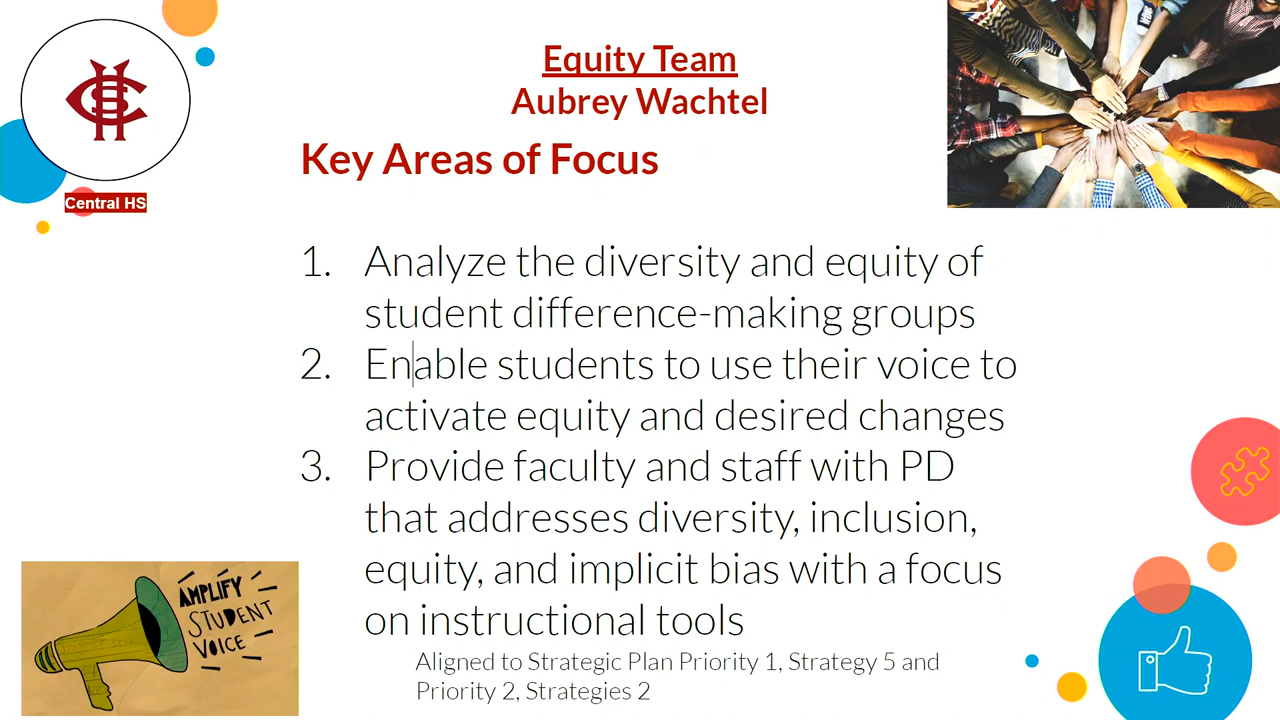 Equity Team
Aubrey Wachtel
Key Areas of Focus
CHS
Central HS
1. Analyze the diversity and equity of
student difference-making groups
2. Enable students to use their voice to
activate equity and desired changes
3. Provide faculty and staff with PD
that addresses diversity, inclusion,
equity, and implicit bias with a focus
on instructional tools
Aligned to Strategic Plan Priority 1, Strategy 5 and
Priority 2, Strategies 2
AMPLIFY
STUDENT
VOICE